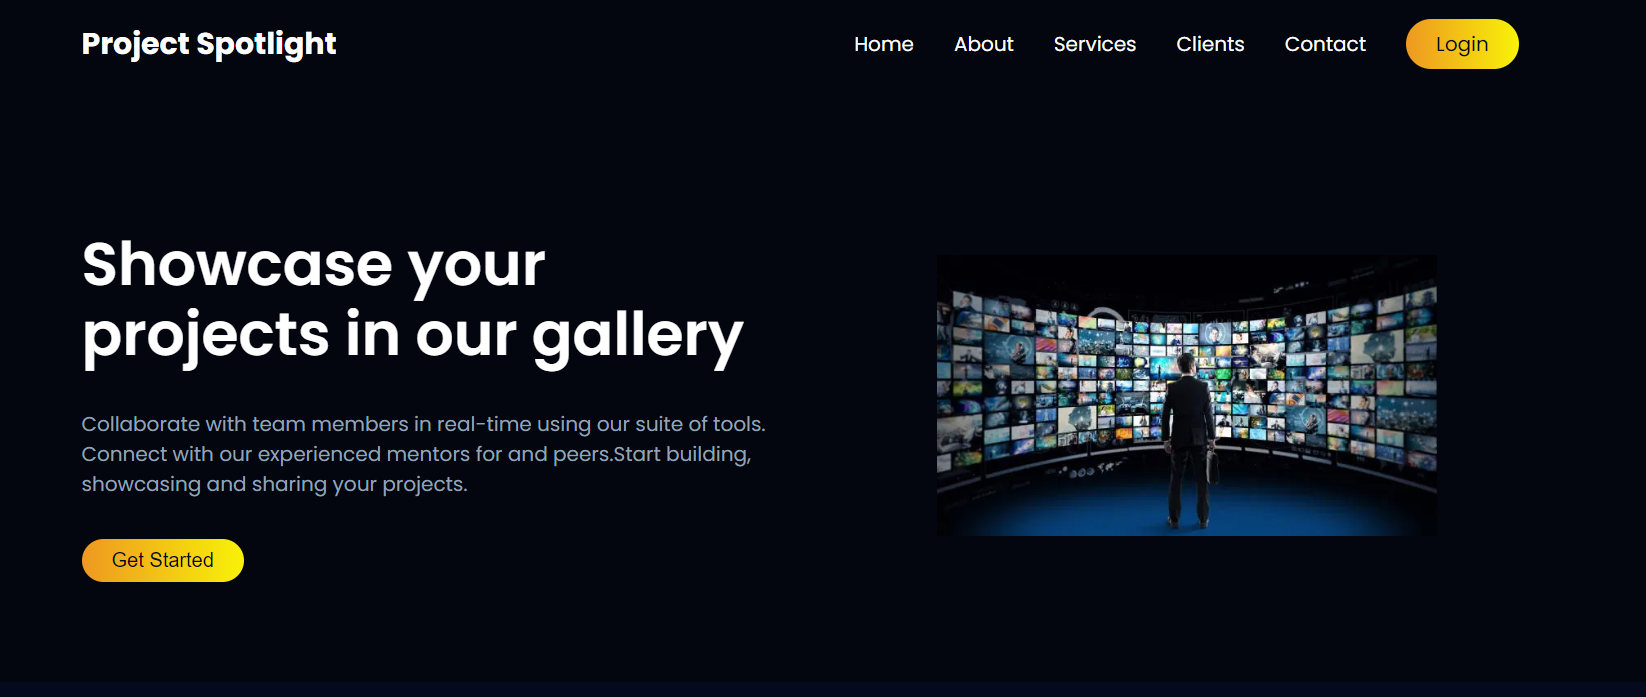 Project Spotlight
Home About Services Clients Contact Login
Showcase your
projects in our gallery
Collaborate with team members in real-time using our suite of tools.
Connect with our experienced mentors for and peers.Start building,
showcasing and sharing your projects.
Get Started